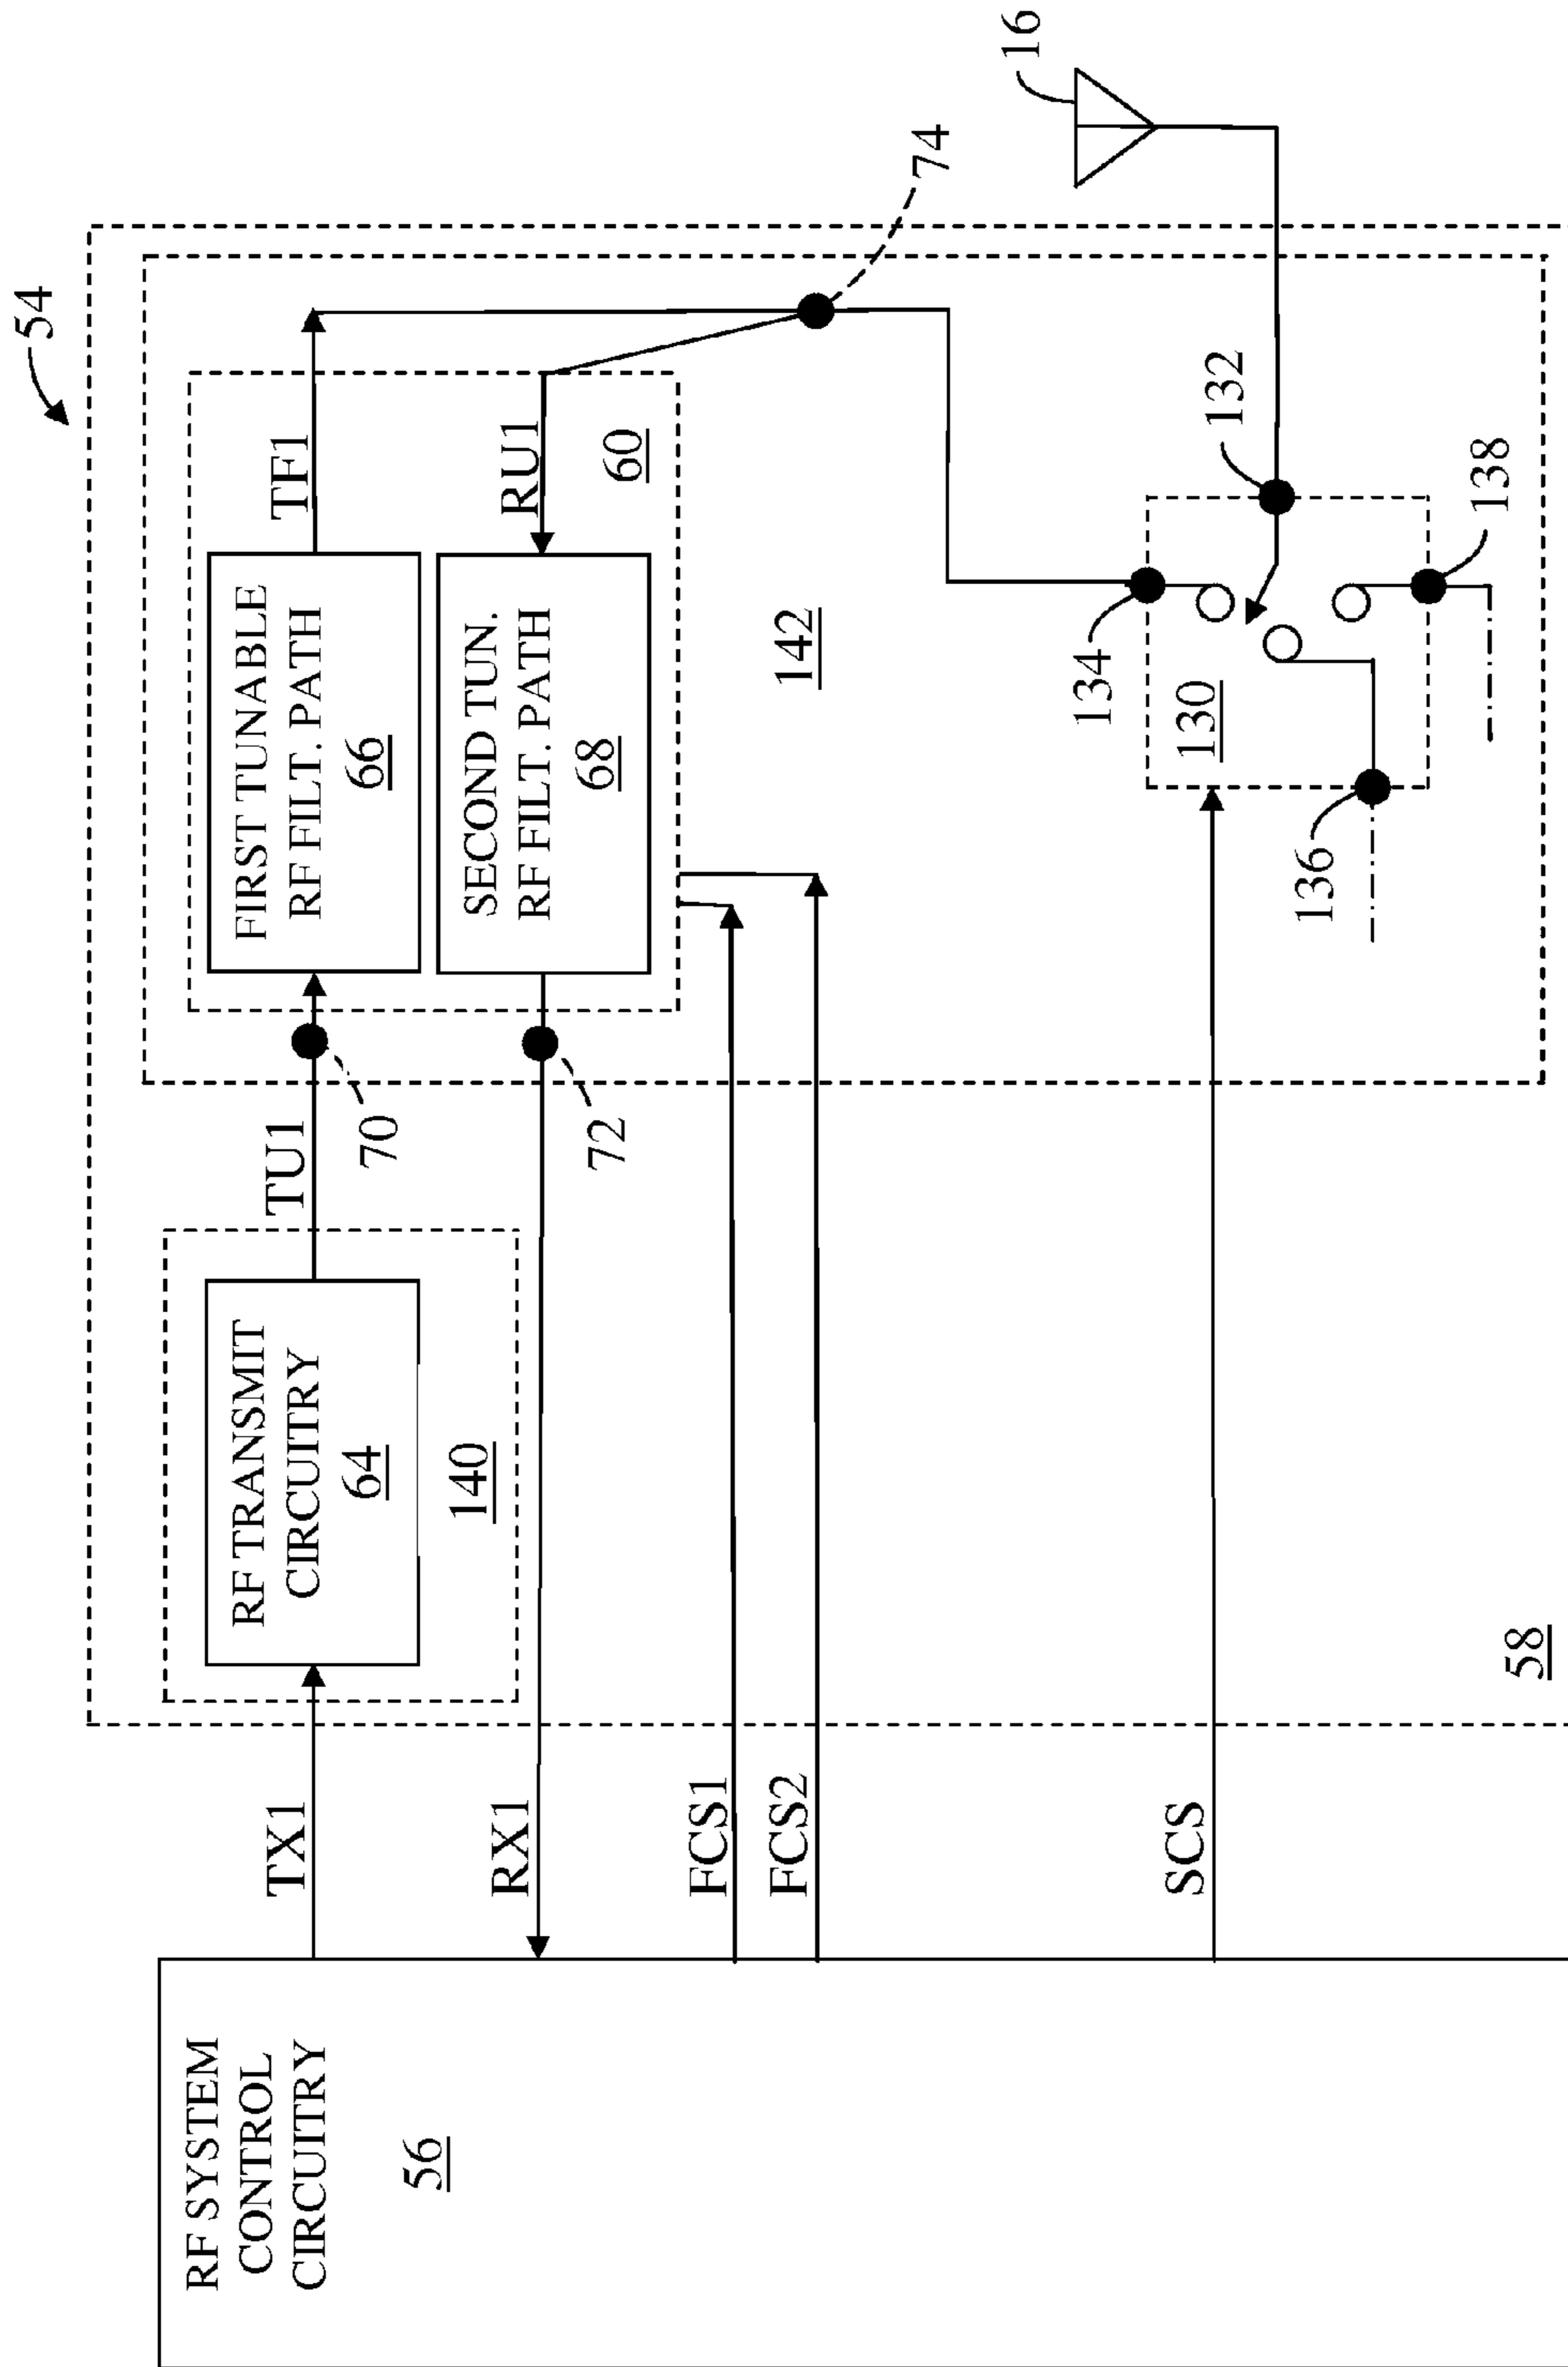 54
RF SYSTEM
CONTROL
CIRCUITRY
56
TX1
RX1
FCS1
FCS2
SCS
RF TRANSMIT
CIRCUITRY
64
140
58
TU1
70
72
FIRST TUNABLE
RF FILT. PATH
66
SECOND TUN.
RF FILT. PATH
68
TF1
RU1
60
142
74
16
134
132
130
136
138